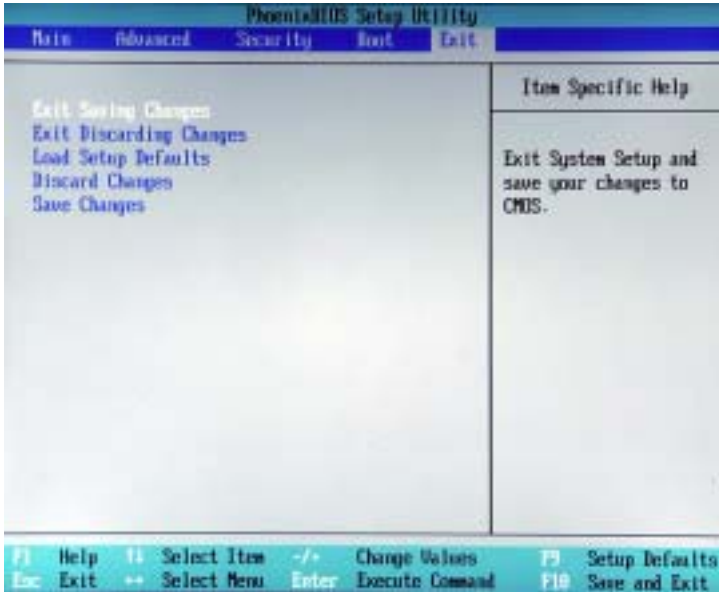 PhoenixBIOS Setup Utility
Main Advanced Security Boot Exit
Item Specific Help
Exit Saving Changes
Exit Discarding Changes
Load Setup Defaults
Discard Changes
Save Changes
Exit System Setup and
save your changes to
CMOS.
F1 Help ↑↓ Select Item -/+ Change Values F9 Setup Defaults
Esc Exit ↔ Select Menu Enter Execute Command F10 Save and Exit